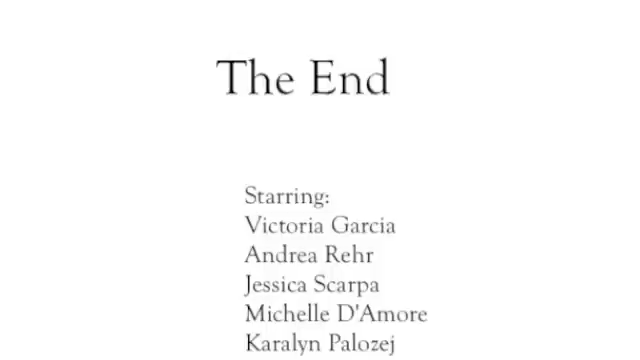 The End
Starring:
Victoria Garcia
Andrea Rehr
Jessica Scarpa
Michelle D'Amore
Karalyn Palozej